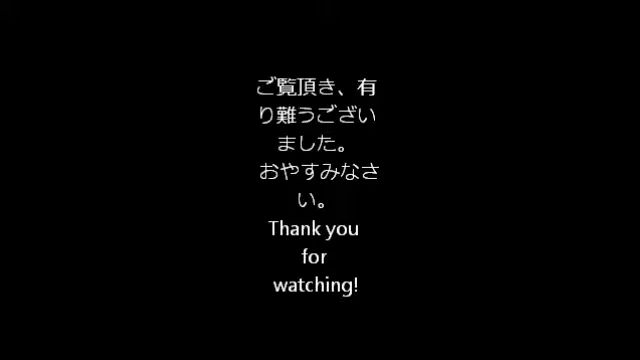 ご覧頂き、有
り難うござい
ました。
おやすみなさ
い。
Thank you
for
watching!